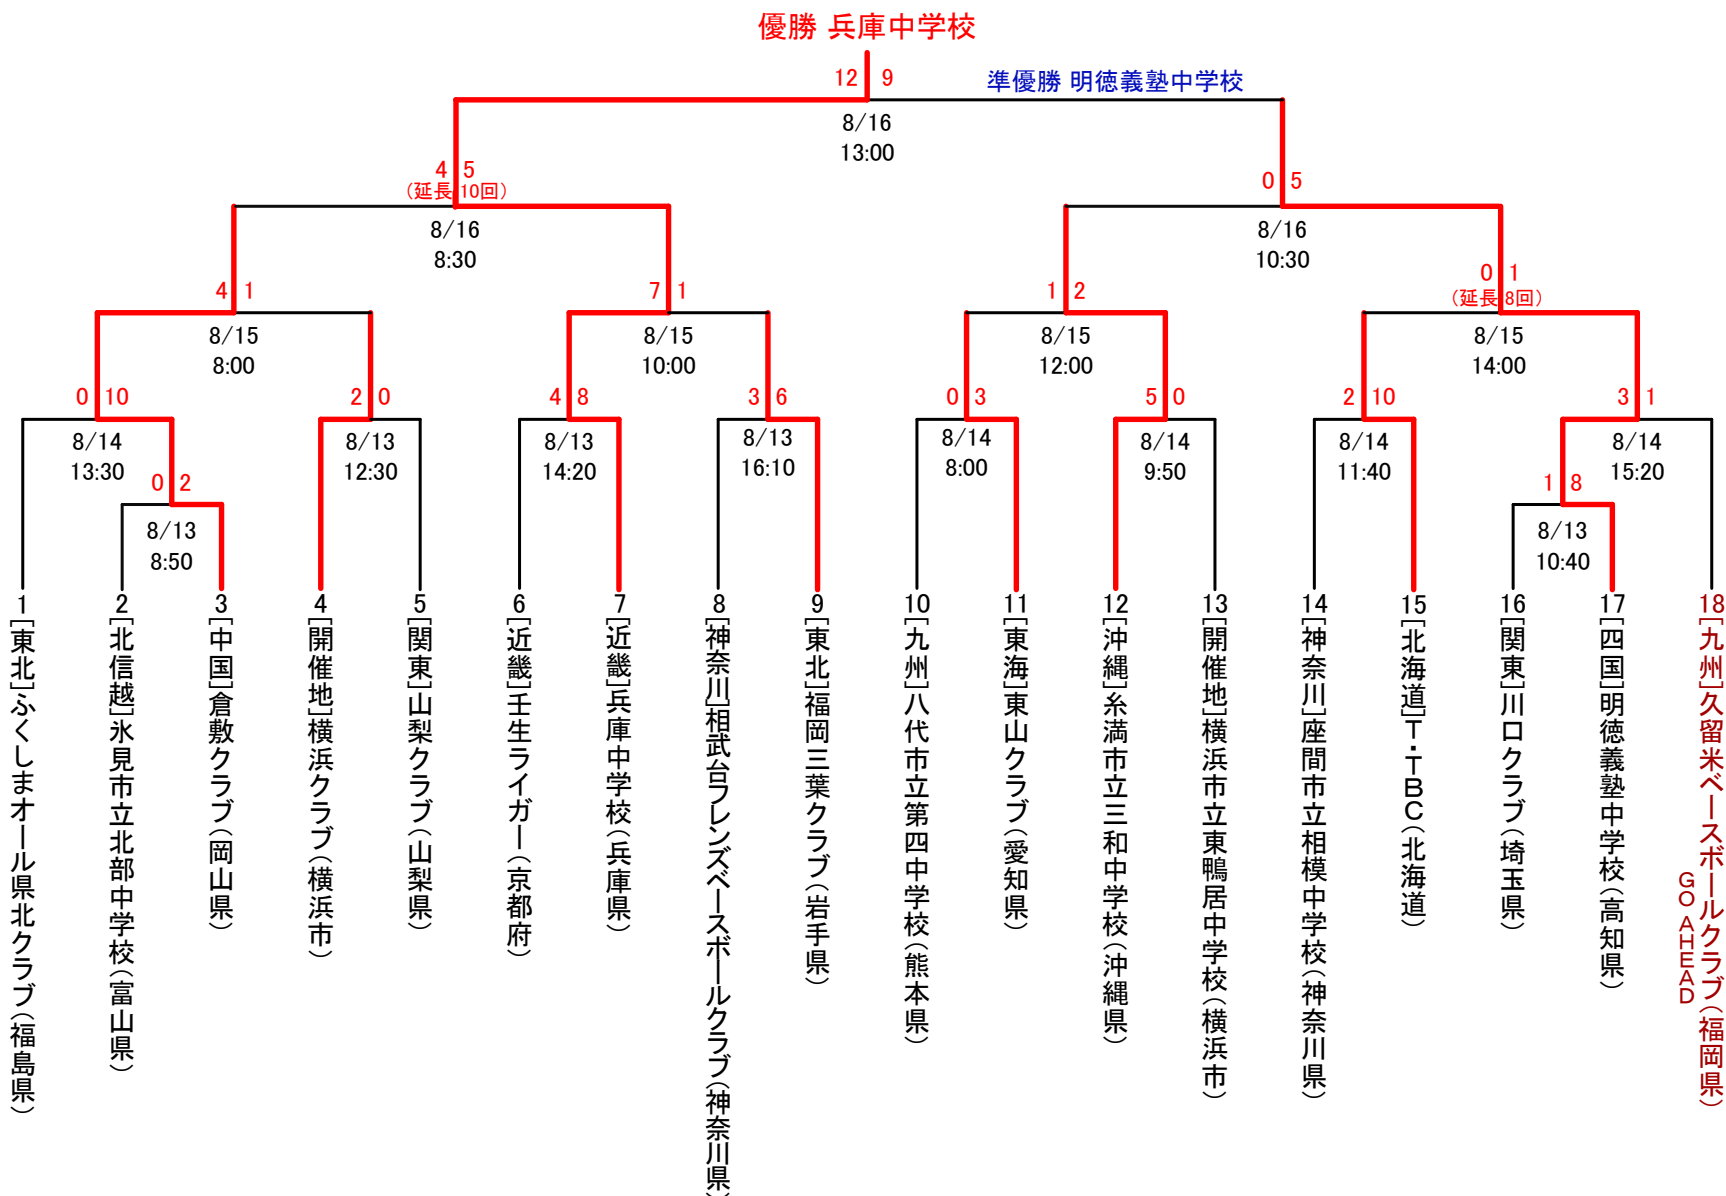 優勝 兵庫中学校
12 9
準優勝 明徳義塾中学校
8/16
13:00
4 5
(延長 10回)
0 5
8/16
8:30
8/16
10:30
4 1
7 1
1 2
0 1
(延長 8回)
8/15
8:00
8/15
10:00
8/15
12:00
8/15
14:00
0 10
2 0
4 8
3 6
0 3
5 0
2 10
3 1
8/14
13:30
8/13
12:30
8/13
14:20
8/13
16:10
8/14
8:00
8/14
9:50
8/14
11:40
8/14
15:20
0 2
1 8
8/13
8:50
8/13
10:40
1[東北]ふくしまオール県北クラブ(福島県)
2[北信越]氷見市立北部中学校(富山県)
3[中国]倉敷クラブ(岡山県)
4[開催地]横浜クラブ(横浜市)
5[関東]山梨クラブ(山梨県)
6[近畿]壬生ライガー(京都府)
7[近畿]兵庫中学校(兵庫県)
8[神奈川]相武台フレンズベースボールクラブ(神奈川県)
9[東北]福岡三葉クラブ(岩手県)
10[九州]八代市立第四中学校(熊本県)
11[東海]東山クラブ(愛知県)
12[沖縄]糸満市立三和中学校(沖縄県)
13[開催地]横浜市立東鴨居中学校(横浜市)
14[神奈川]座間市立相模中学校(神奈川県)
15[北海道]T・TBC(北海道)
16[関東]川口クラブ(埼玉県)
17[四国]明徳義塾中学校(高知県)
18[九州]久留米ベースボールクラブ(福岡県)
GO AHEAD